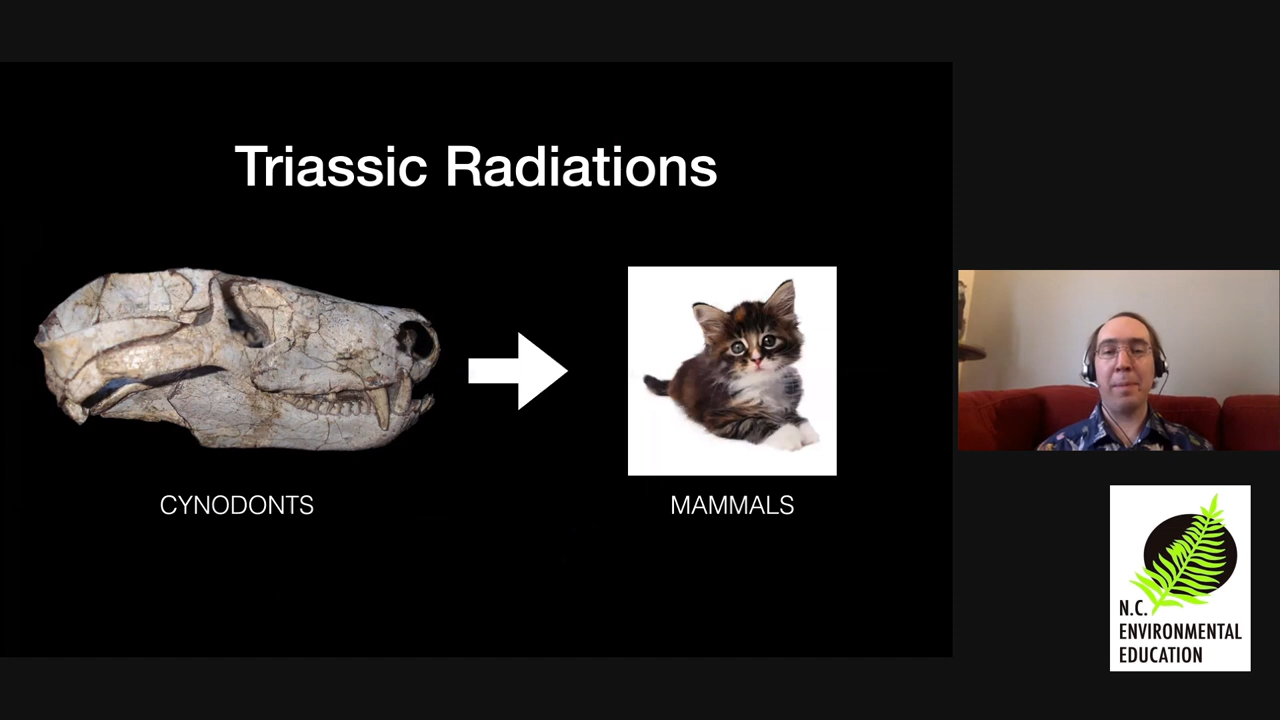 Triassic Radiations
CYNODONTS
MAMMALS
N.C.
ENVIRONMENTAL
EDUCATION